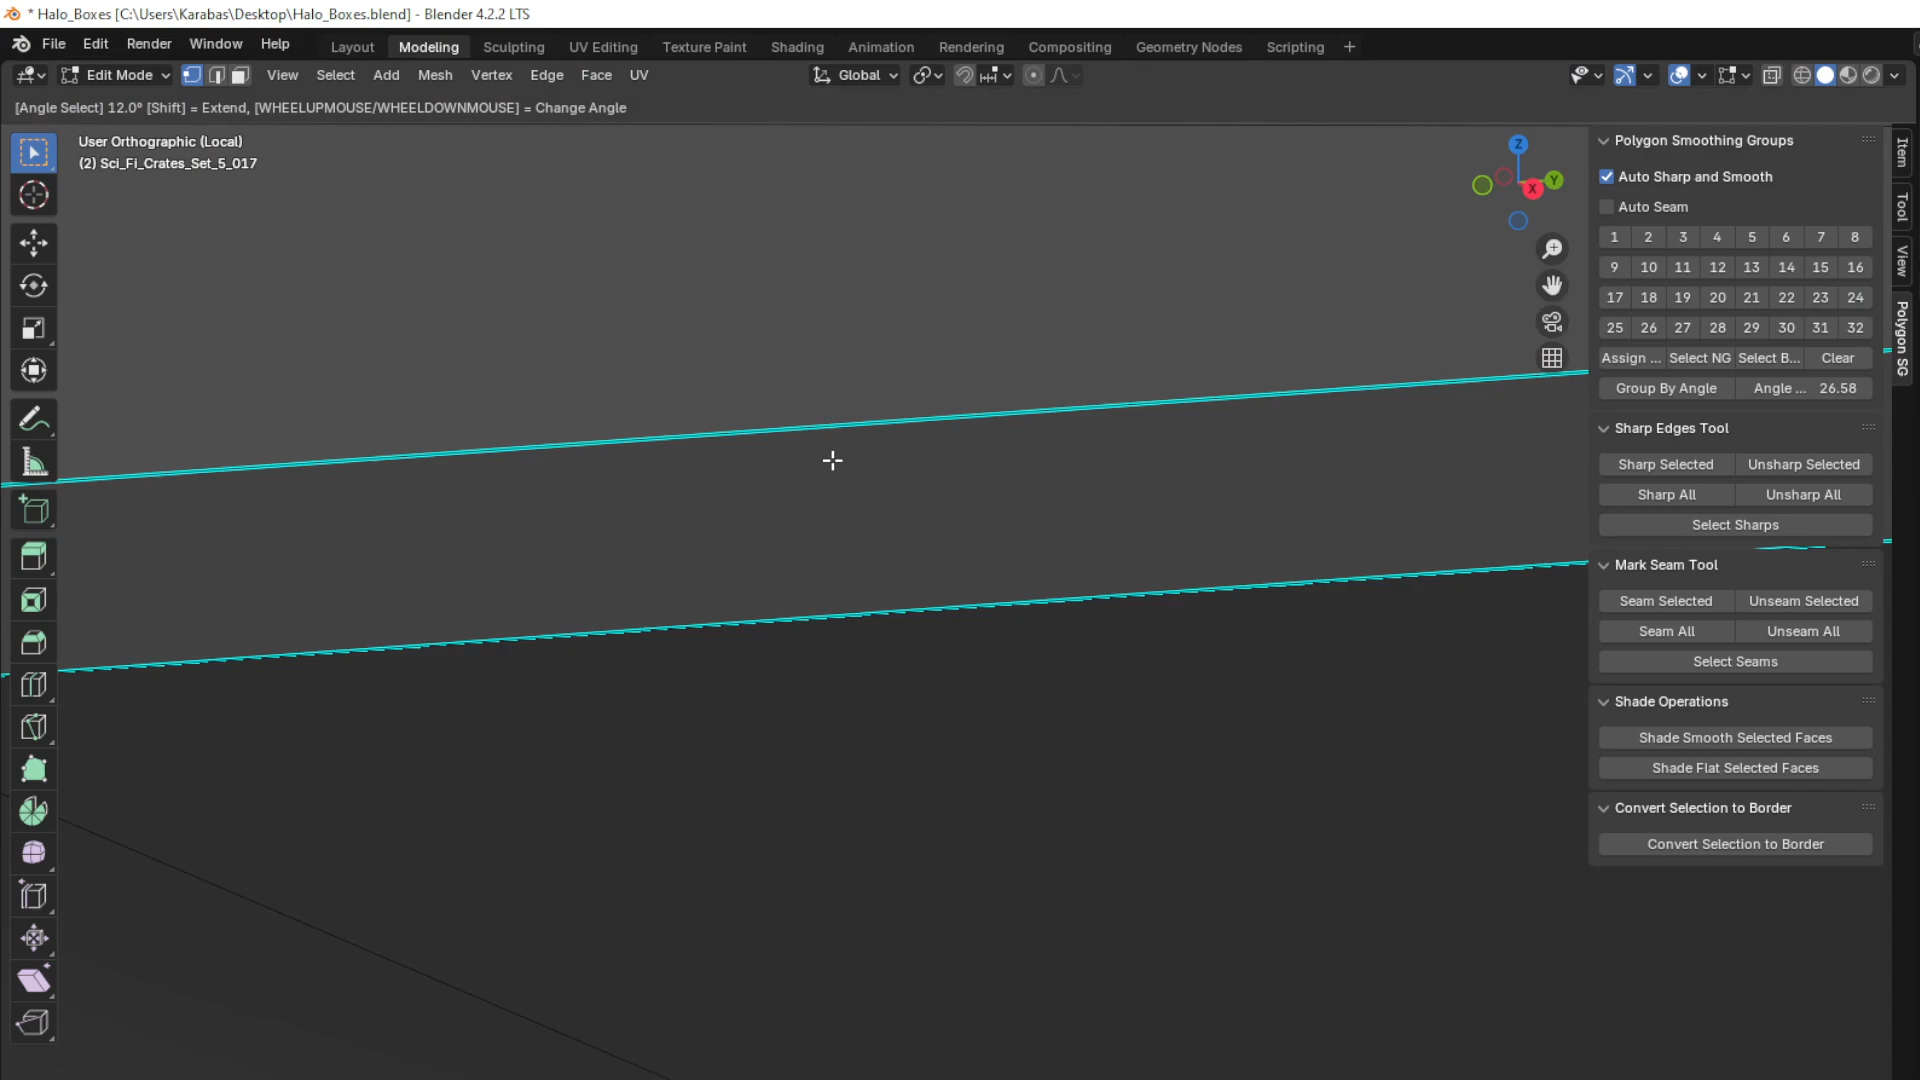 * Halo_Boxes [C:\Users\Karabas\Desktop\Halo_Boxes.blend] - Blender 4.2.2 LTS
File Edit Render Window Help Layout Modeling Sculpting UV Editing Texture Paint Shading Animation Rendering Compositing Geometry Nodes Scripting +
Edit Mode View Select Add Mesh Vertex Edge Face UV Global
[Angle Select] 12.0° [Shift] = Extend, [WHEELUPMOUSE/WHEELDOWNMOUSE] = Change Angle
User Orthographic (Local)
(2) Sci_Fi_Crates_Set_5_017
Z
Y
X
Polygon Smoothing Groups
Auto Sharp and Smooth
Auto Seam
1 2 3 4 5 6 7 8
9 10 11 12 13 14 15 16
17 18 19 20 21 22 23 24
25 26 27 28 29 30 31 32
Assign ... Select NG Select B... Clear
Group By Angle Angle ... 26.58
Sharp Edges Tool
Sharp Selected Unsharp Selected
Sharp All Unsharp All
Select Sharps
Mark Seam Tool
Seam Selected Unseam Selected
Seam All Unseam All
Select Seams
Shade Operations
Shade Smooth Selected Faces
Shade Flat Selected Faces
Convert Selection to Border
Convert Selection to Border
Item
Tool
View
Polygon SG